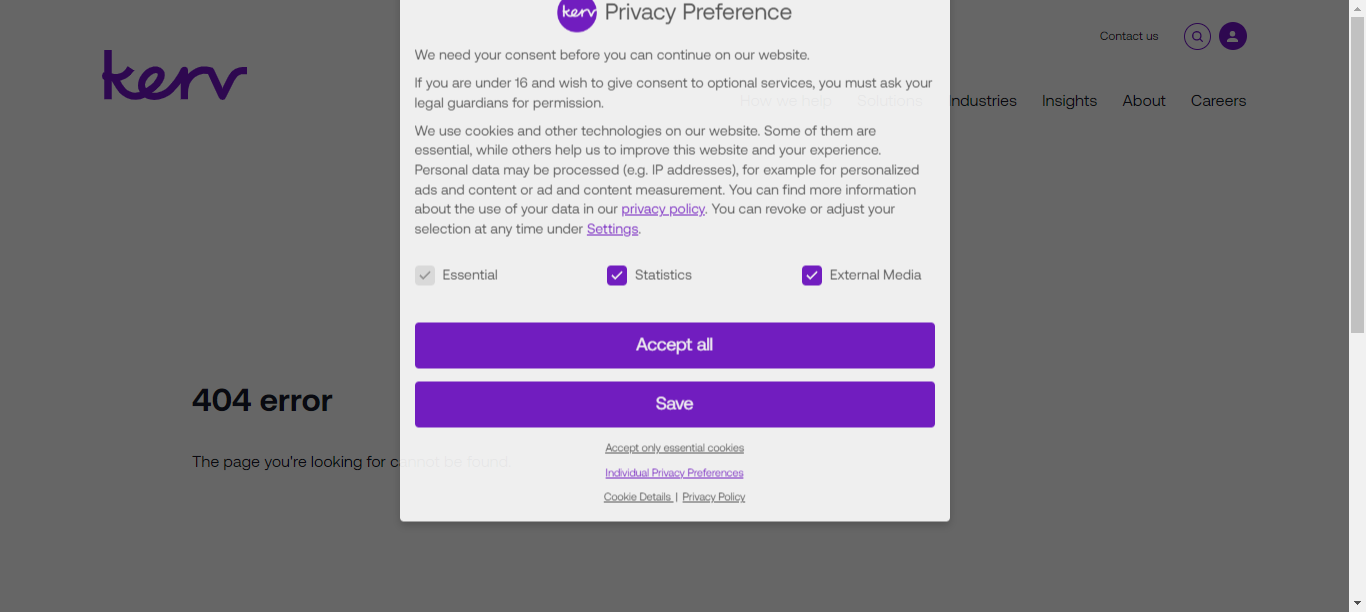 kerv Privacy Preference
Contact us
kerv
How we help Solutions Industries Insights About Careers
We need your consent before you can continue on our website.
If you are under 16 and wish to give consent to optional services, you must ask your
legal guardians for permission.
We use cookies and other technologies on our website. Some of them are
essential, while others help us to improve this website and your experience.
Personal data may be processed (e.g. IP addresses), for example for personalized
ads and content or ad and content measurement. You can find more information
about the use of your data in our privacy policy. You can revoke or adjust your
selection at any time under Settings.
Essential Statistics External Media
Accept all
Save
Accept only essential cookies
Individual Privacy Preferences
Cookie Details | Privacy Policy
404 error
The page you're looking for cannot be found.